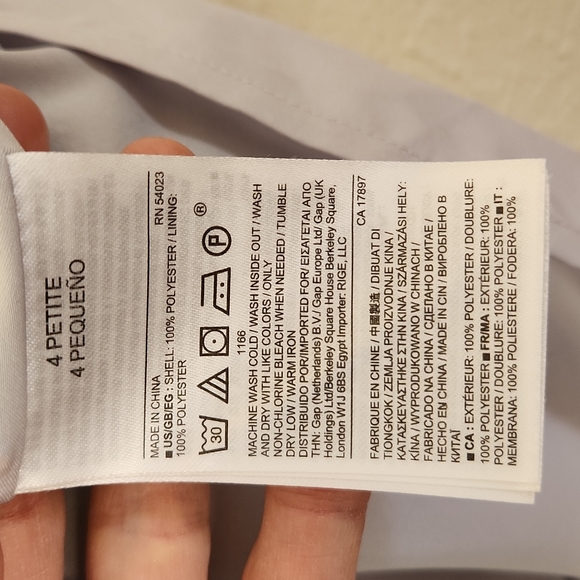 4 PETITE
4 PEQUEÑO
MADE IN CHINA RN 54023
■ US/GB/EG : SHELL: 100% POLYESTER / LINING:
100% POLYESTER
30 P ®
1166
MACHINE WASH COLD / WASH INSIDE OUT / WASH
AND DRY WITH LIKE COLORS / ONLY
NON-CHLORINE BLEACH WHEN NEEDED / TUMBLE
DRY LOW / WARM IRON
DISTRIBUIDO POR/IMPORTED FOR/ ΕΙΣΑΓΕΤΑΙ ΑΠΟ
ΤΗΝ: Gap (Netherlands) B.V./ Gap Europe Ltd/ Gap (UK
Holdings) Ltd/Berkeley Square House Berkeley Square,
London W1J 6BS Egypt Importer: RIGE, LLC
CA 17897
FABRIQUÉ EN CHINE / 中國製造 / DIBUAT DI
TIONGKOK / ZEMLJA PROIZVODNJE KINA /
ΚΑΤΑΣΚΕΥΑΣΤΗΚΕ ΣΤΗΝ ΚΙΝΑ / SZÁRMAZÁSI HELY:
KÍNA / WYPRODUKOWANO W CHINACH /
FABRICADO NA CHINA / СДЕЛАНО В КИТАЕ /
HECHO EN CHINA / MADE IN CIN / ВИРОБЛЕНО В
КИТАЇ
■ CA : EXTÉRIEUR: 100% POLYESTER / DOUBLURE:
100% POLYESTER ■ FR/MA : EXTÉRIEUR: 100%
POLYESTER / DOUBLURE: 100% POLYESTER ■ IT :
MEMBRANA: 100% POLIESTERE / FODERA: 100%